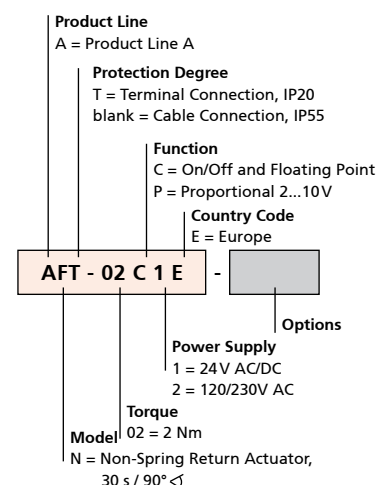 Product Line
A = Product Line A
Protection Degree
T = Terminal Connection, IP20
blank = Cable Connection, IP55
Function
C = On/Off and Floating Point
P = Proportional 2...10 V
Country Code
E = Europe
AFT - 02 C 1 E -
Options
Power Supply
1 = 24 V AC/DC
2 = 120/230V AC
Torque
02 = 2 Nm
Model
N = Non-Spring Return Actuator,
30 s / 90°∢